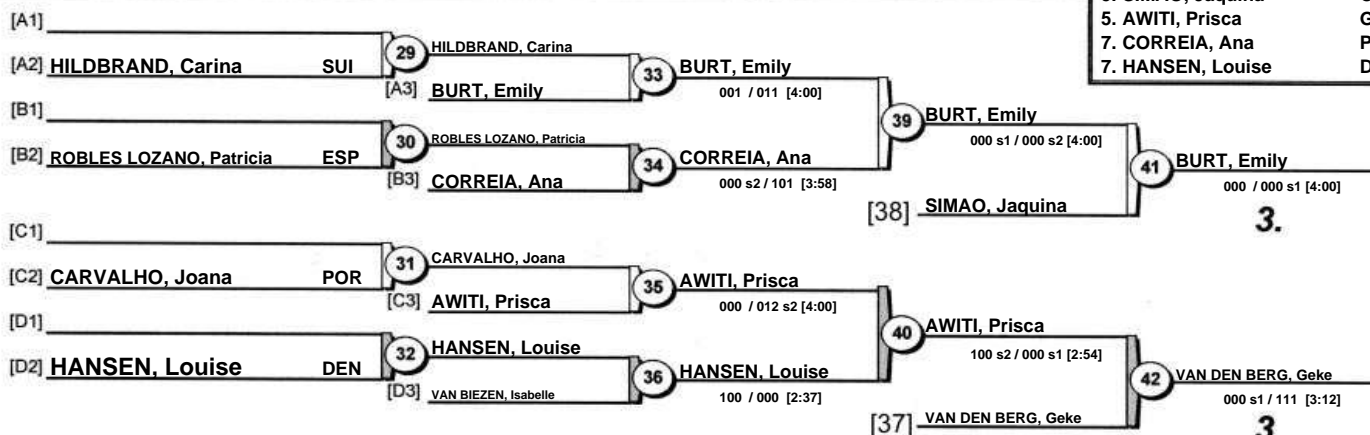 5. AWITI, Prisca
7. CORREIA, Ana
7. HANSEN, Louise
[A1]
[A2] HILDBRAND, Carina SUI
29
HILDBRAND, Carina
[A3] BURT, Emily
33
BURT, Emily
001 / 011 [4:00]
[B1]
[B2] ROBLES LOZANO, Patricia ESP
30
ROBLES LOZANO, Patricia
[B3] CORREIA, Ana
34
CORREIA, Ana
000 s2 / 101 [3:58]
39
BURT, Emily
000 s1 / 000 s2 [4:00]
[38] SIMAO, Jaquina
41
BURT, Emily
000 / 000 s1 [4:00]
3.
[C1]
[C2] CARVALHO, Joana POR
31
CARVALHO, Joana
[C3] AWITI, Prisca
35
AWITI, Prisca
000 / 012 s2 [4:00]
[D1]
[D2] HANSEN, Louise DEN
32
HANSEN, Louise
[D3] VAN BIEZEN, Isabelle
36
HANSEN, Louise
100 / 000 [2:37]
40
AWITI, Prisca
100 s2 / 000 s1 [2:54]
[37] VAN DEN BERG, Geke
42
VAN DEN BERG, Geke
000 s1 / 111 [3:12]
3